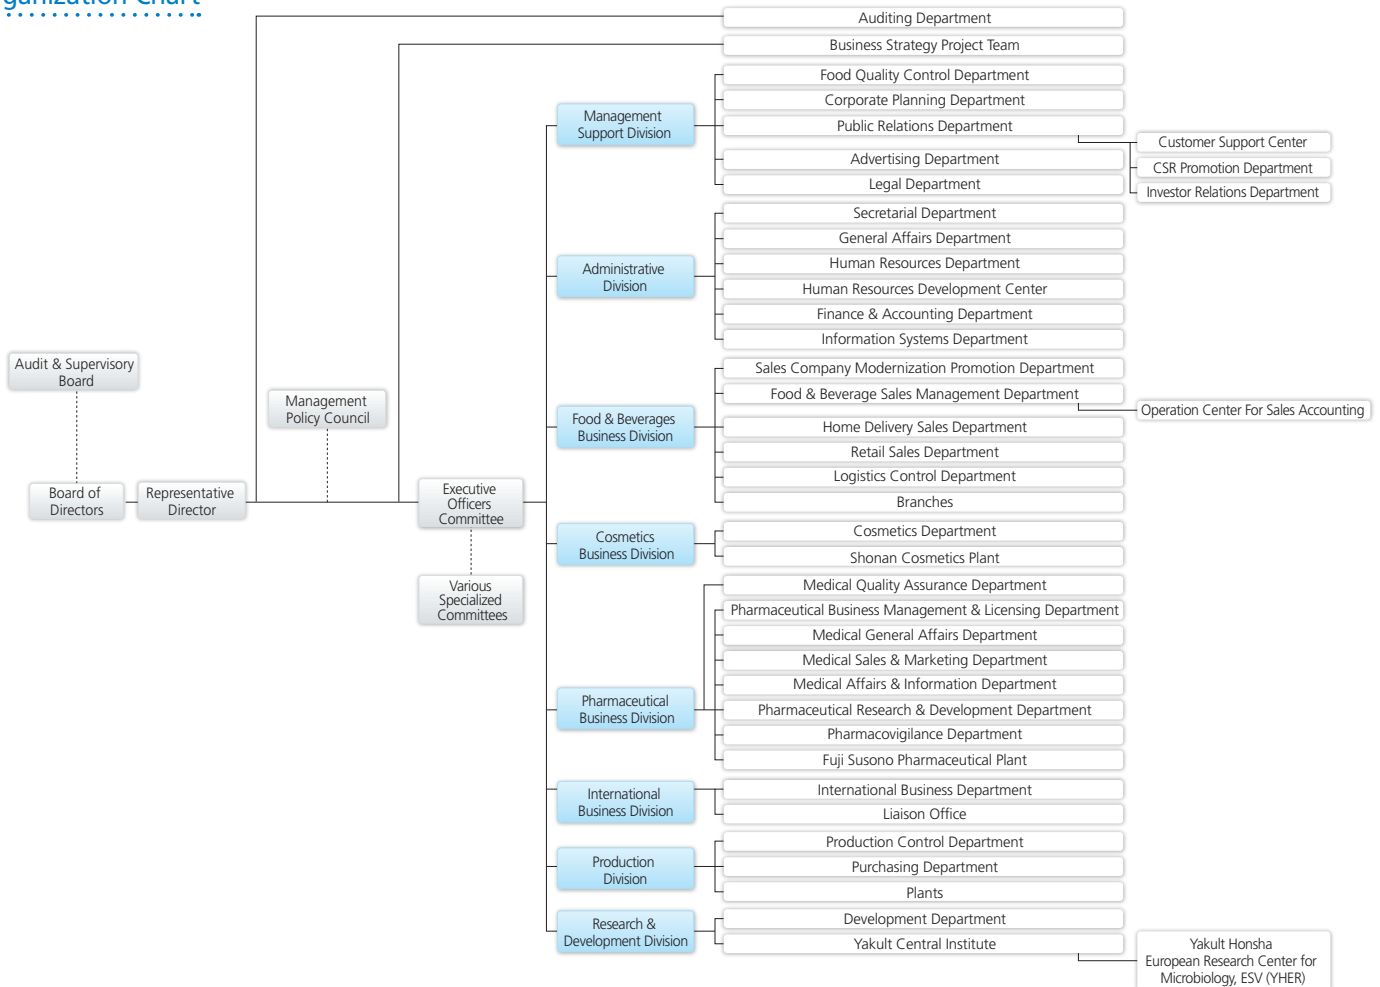 ganization Chart
Auditing Department
Business Strategy Project Team
Food Quality Control Department
Corporate Planning Department
Public Relations Department
Advertising Department
Legal Department
Management
Support Division
Customer Support Center
CSR Promotion Department
Investor Relations Department
Secretarial Department
General Affairs Department
Human Resources Department
Human Resources Development Center
Finance & Accounting Department
Information Systems Department
Administrative
Division
Audit & Supervisory
Board
Management
Policy Council
Sales Company Modernization Promotion Department
Food & Beverage Sales Management Department
Home Delivery Sales Department
Retail Sales Department
Logistics Control Department
Branches
Food & Beverages
Business Division
Operation Center For Sales Accounting
Board of
Directors
Representative
Director
Executive
Officers
Committee
Various
Specialized
Committees
Cosmetics
Business Division
Cosmetics Department
Shonan Cosmetics Plant
Medical Quality Assurance Department
Pharmaceutical Business Management & Licensing Department
Medical General Affairs Department
Medical Sales & Marketing Department
Medical Affairs & Information Department
Pharmaceutical Research & Development Department
Pharmacovigilance Department
Fuji Susono Pharmaceutical Plant
Pharmaceutical
Business Division
International
Business Division
International Business Department
Liaison Office
Production
Division
Production Control Department
Purchasing Department
Plants
Research &
Development Division
Development Department
Yakult Central Institute
Yakult Honsha
European Research Center for
Microbiology, ESV (YHER)